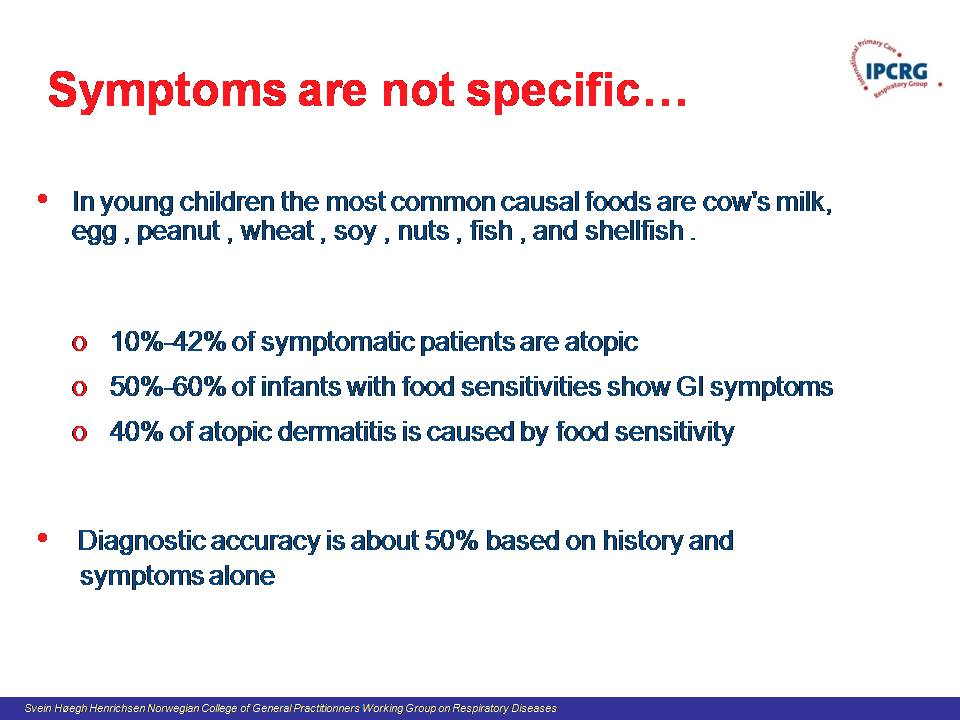 International Primary Care
IPCRG
Respiratory Group
Symptoms are not specific…
• In young children the most common causal foods are cow's milk,
egg , peanut , wheat , soy , nuts , fish , and shellfish .
o 10%-42% of symptomatic patients are atopic
o 50%-60% of infants with food sensitivities show GI symptoms
o 40% of atopic dermatitis is caused by food sensitivity
• Diagnostic accuracy is about 50% based on history and
symptoms alone
Svein Høegh Henrichsen Norwegian College of General Practitionners Working Group on Respiratory Diseases